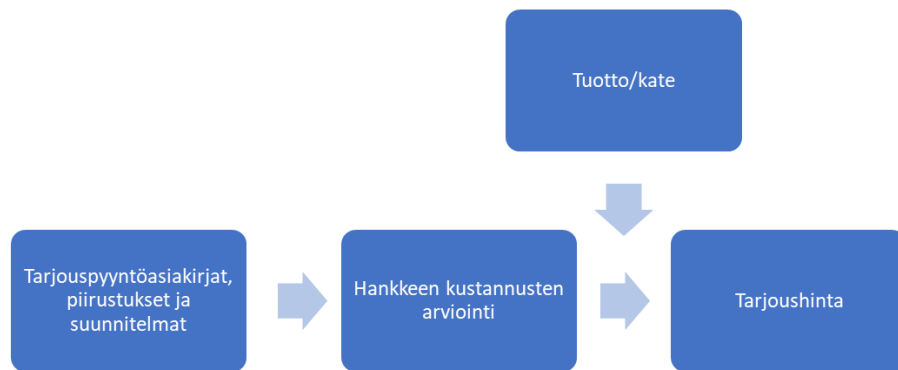 Tuotto/kate
Tarjouspyyntöasiakirjat,
piirustukset ja
suunnitelmat
Hankkeen kustannusten
arviointi
Tarjoushinta